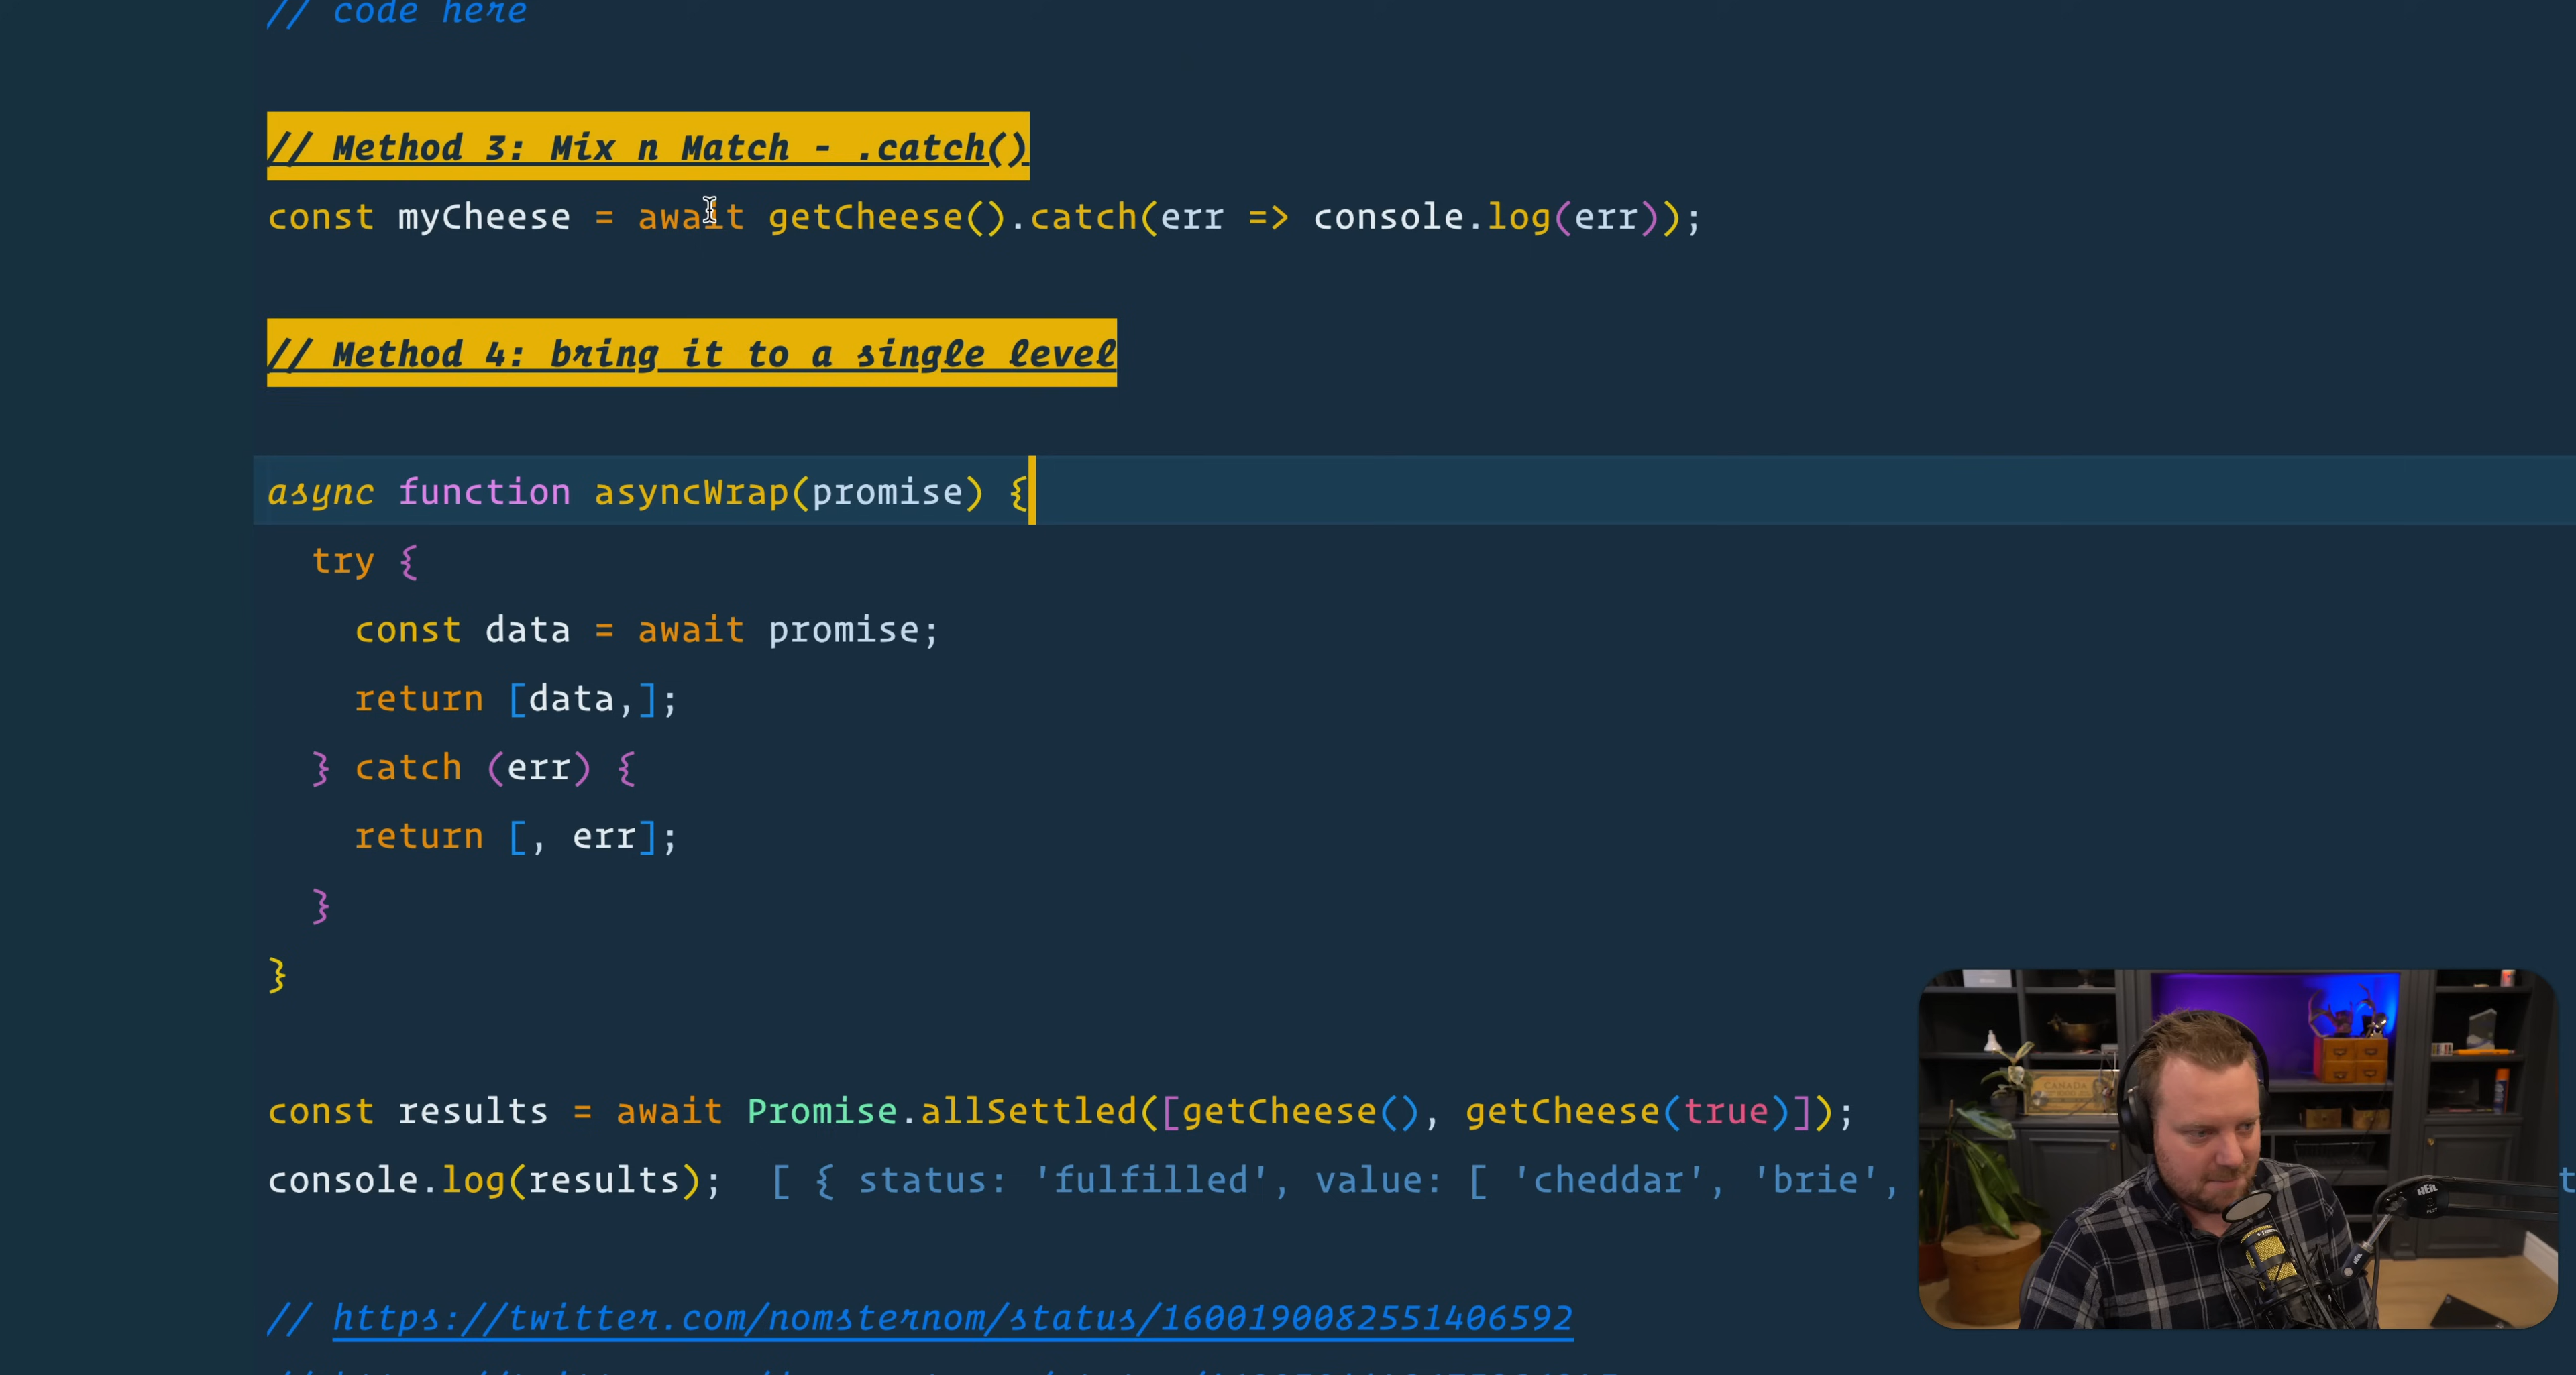 // code here
// Method 3: Mix n Match - .catch()
const myCheese = await getCheese().catch(err => console.log(err));
// Method 4: bring it to a single level
async function asyncWrap(promise) {
try {
const data = await promise;
return [data,];
} catch (err) {
return [, err];
}
}
const results = await Promise.allSettled([getCheese(), getCheese(true)]);
console.log(results); [ { status: 'fulfilled', value: [ 'cheddar', 'brie',
// https://twitter.com/nomsternom/status/1600190082551406592
CANADA
HEiL